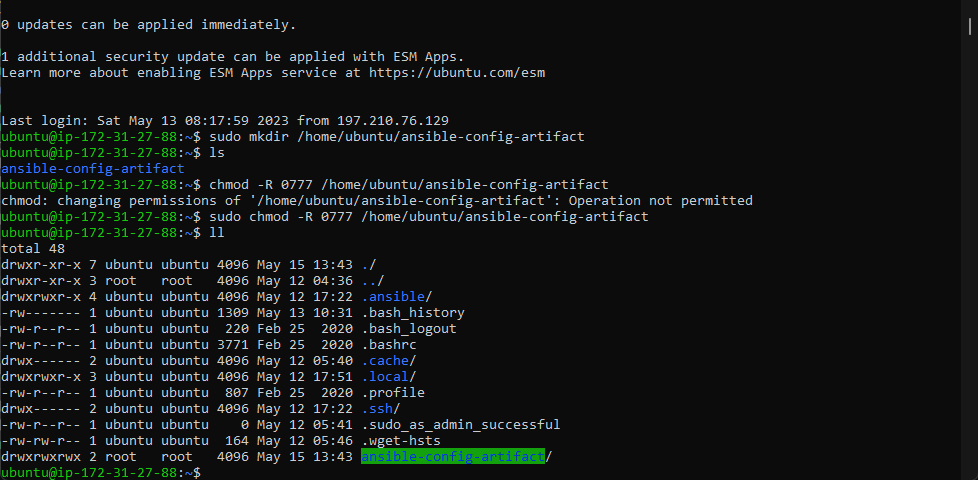 0 updates can be applied immediately.
1 additional security update can be applied with ESM Apps.
Learn more about enabling ESM Apps service at https://ubuntu.com/esm
Last login: Sat May 13 08:17:59 2023 from 197.210.76.129
ubuntu@ip-172-31-27-88:~$ sudo mkdir /home/ubuntu/ansible-config-artifact
ubuntu@ip-172-31-27-88:~$ ls
ansible-config-artifact
ubuntu@ip-172-31-27-88:~$ chmod -R 0777 /home/ubuntu/ansible-config-artifact
chmod: changing permissions of '/home/ubuntu/ansible-config-artifact': Operation not permitted
ubuntu@ip-172-31-27-88:~$ sudo chmod -R 0777 /home/ubuntu/ansible-config-artifact
ubuntu@ip-172-31-27-88:~$ ll
total 48
drwxr-xr-x 7 ubuntu ubuntu 4096 May 15 13:43 ./
drwxr-xr-x 3 root   root   4096 May 12 04:36 ../
drwxrwxr-x 4 ubuntu ubuntu 4096 May 12 17:22 .ansible/
-rw------- 1 ubuntu ubuntu 1309 May 13 10:31 .bash_history
-rw-r--r-- 1 ubuntu ubuntu  220 Feb 25  2020 .bash_logout
-rw-r--r-- 1 ubuntu ubuntu 3771 Feb 25  2020 .bashrc
drwx------ 2 ubuntu ubuntu 4096 May 12 05:40 .cache/
drwxrwxr-x 3 ubuntu ubuntu 4096 May 12 17:51 .local/
-rw-r--r-- 1 ubuntu ubuntu  807 Feb 25  2020 .profile
drwx------ 2 ubuntu ubuntu 4096 May 12 17:22 .ssh/
-rw-r--r-- 1 ubuntu ubuntu    0 May 12 05:41 .sudo_as_admin_successful
-rw-rw-r-- 1 ubuntu ubuntu  164 May 12 05:46 .wget-hsts
drwxrwxrwx 2 root   root   4096 May 15 13:43 ansible-config-artifact/
ubuntu@ip-172-31-27-88:~$